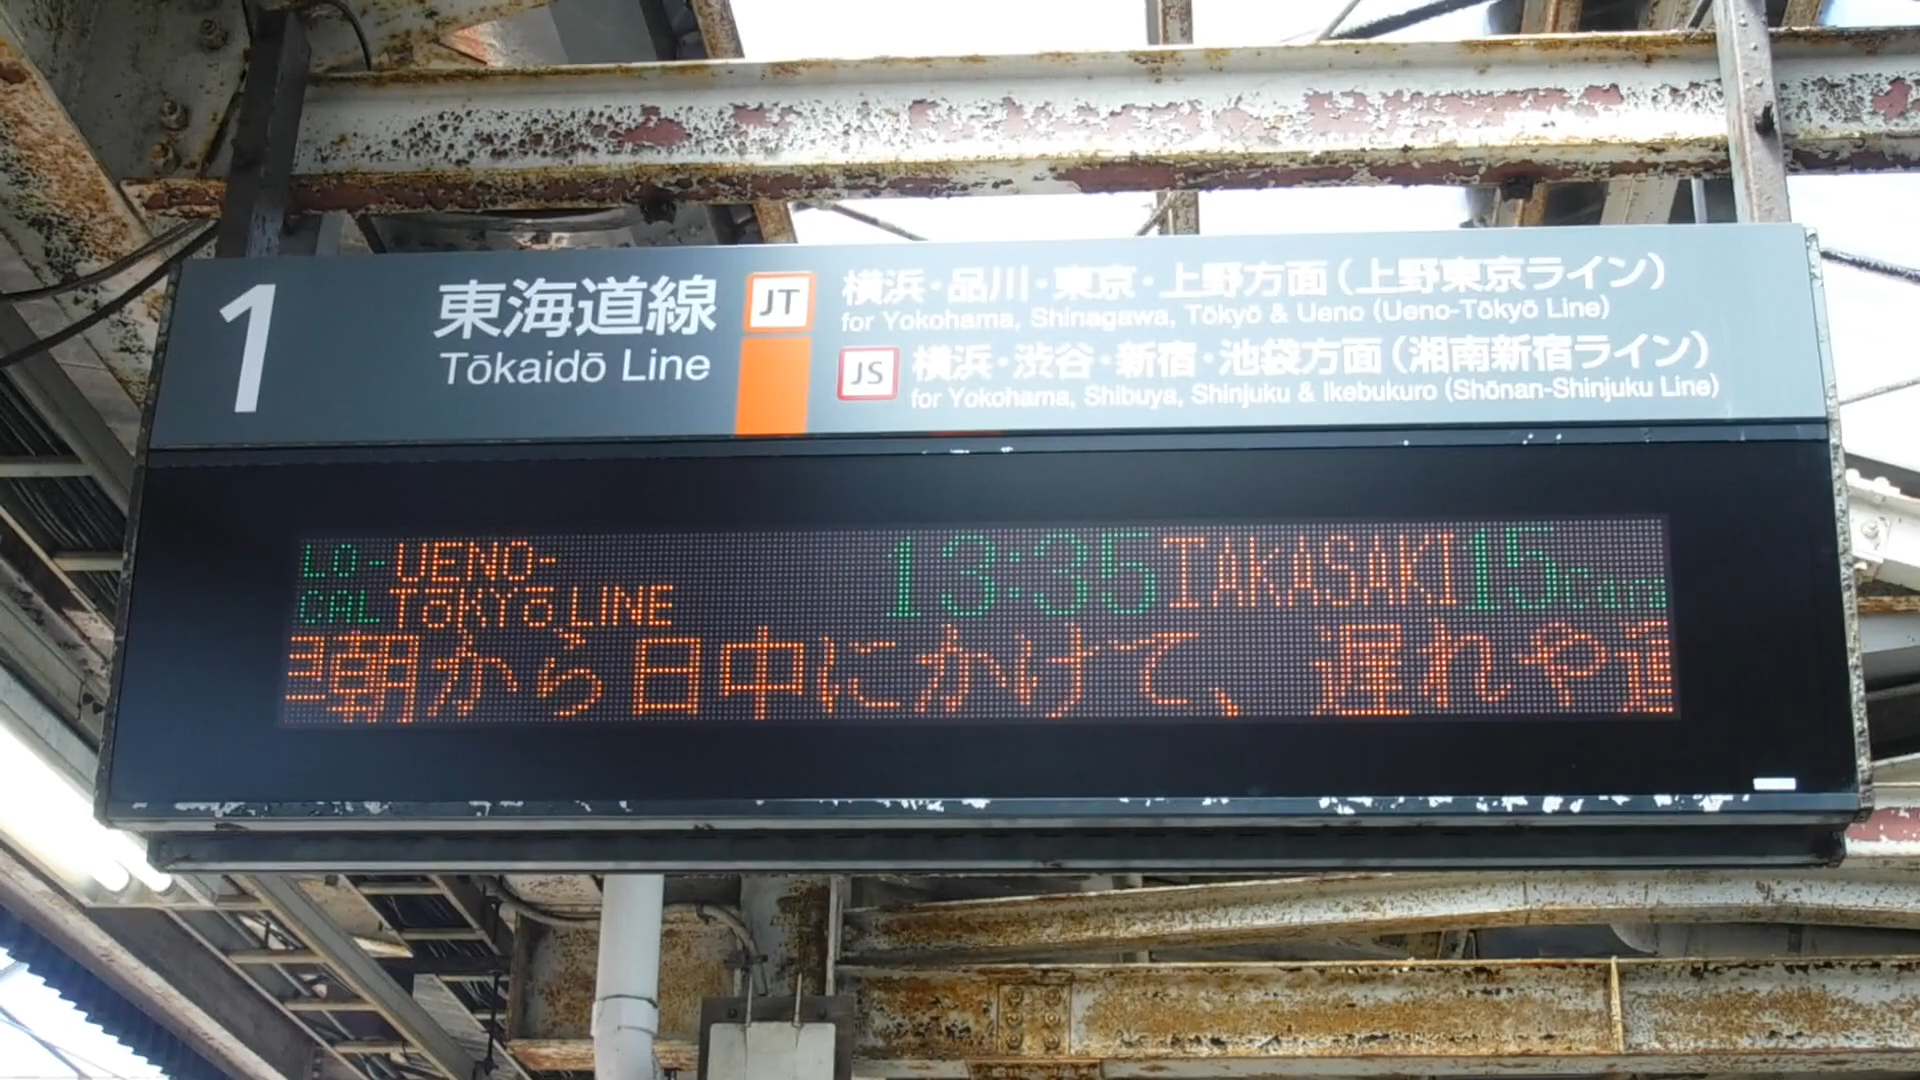 1
東海道線
Tōkaidō Line
JT
横浜・品川・東京・上野方面（上野東京ライン）
for Yokohama, Shinagawa, Tōkyō & Ueno (Ueno-Tōkyō Line)
JS
横浜・渋谷・新宿・池袋方面（湘南新宿ライン）
for Yokohama, Shibuya, Shinjuku & Ikebukuro (Shōnan-Shinjuku Line)
LO- UENO- 13:35 TAKASAKI 15Cars
CAL TōKYō LINE
朝から日中にかけて、遅れや